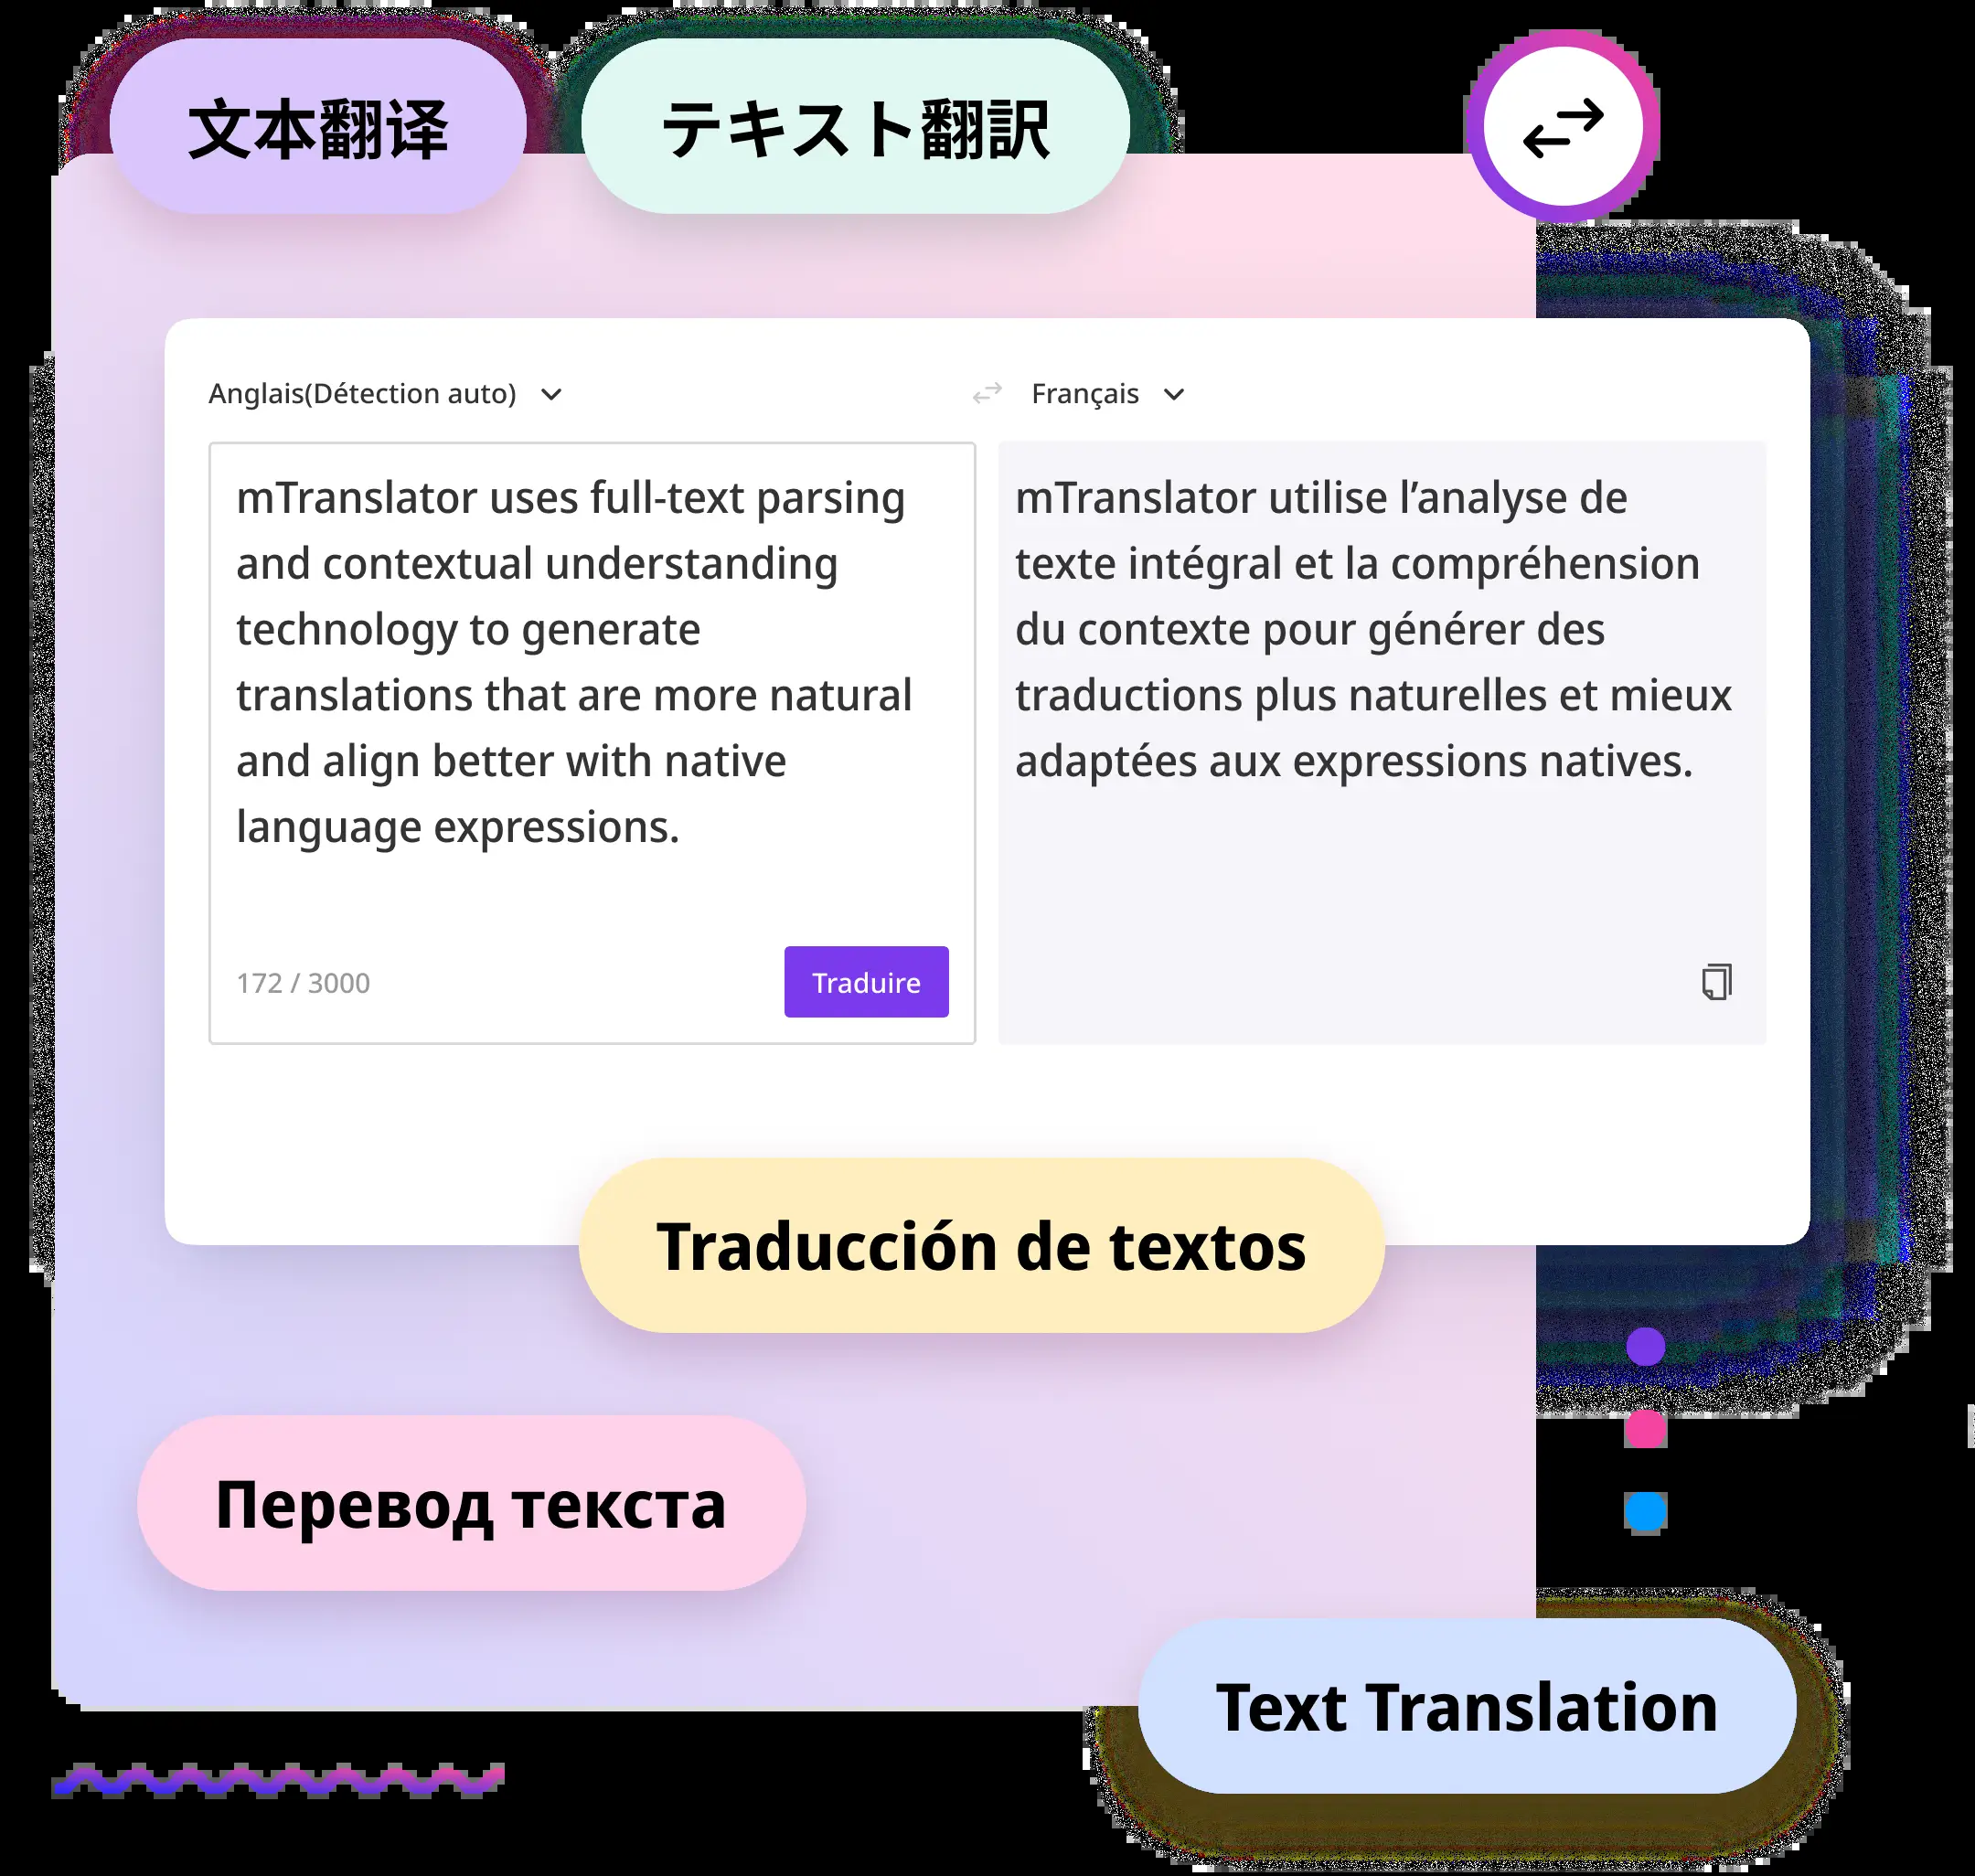 文本翻译
テキスト翻訳
Anglais(Détection auto)
Français
mTranslator uses full-text parsing
and contextual understanding
technology to generate
translations that are more natural
and align better with native
language expressions.
172 / 3000
Traduire
mTranslator utilise l’analyse de
texte intégral et la compréhension
du contexte pour générer des
traductions plus naturelles et mieux
adaptées aux expressions natives.
Traducción de textos
Перевод текста
Text Translation